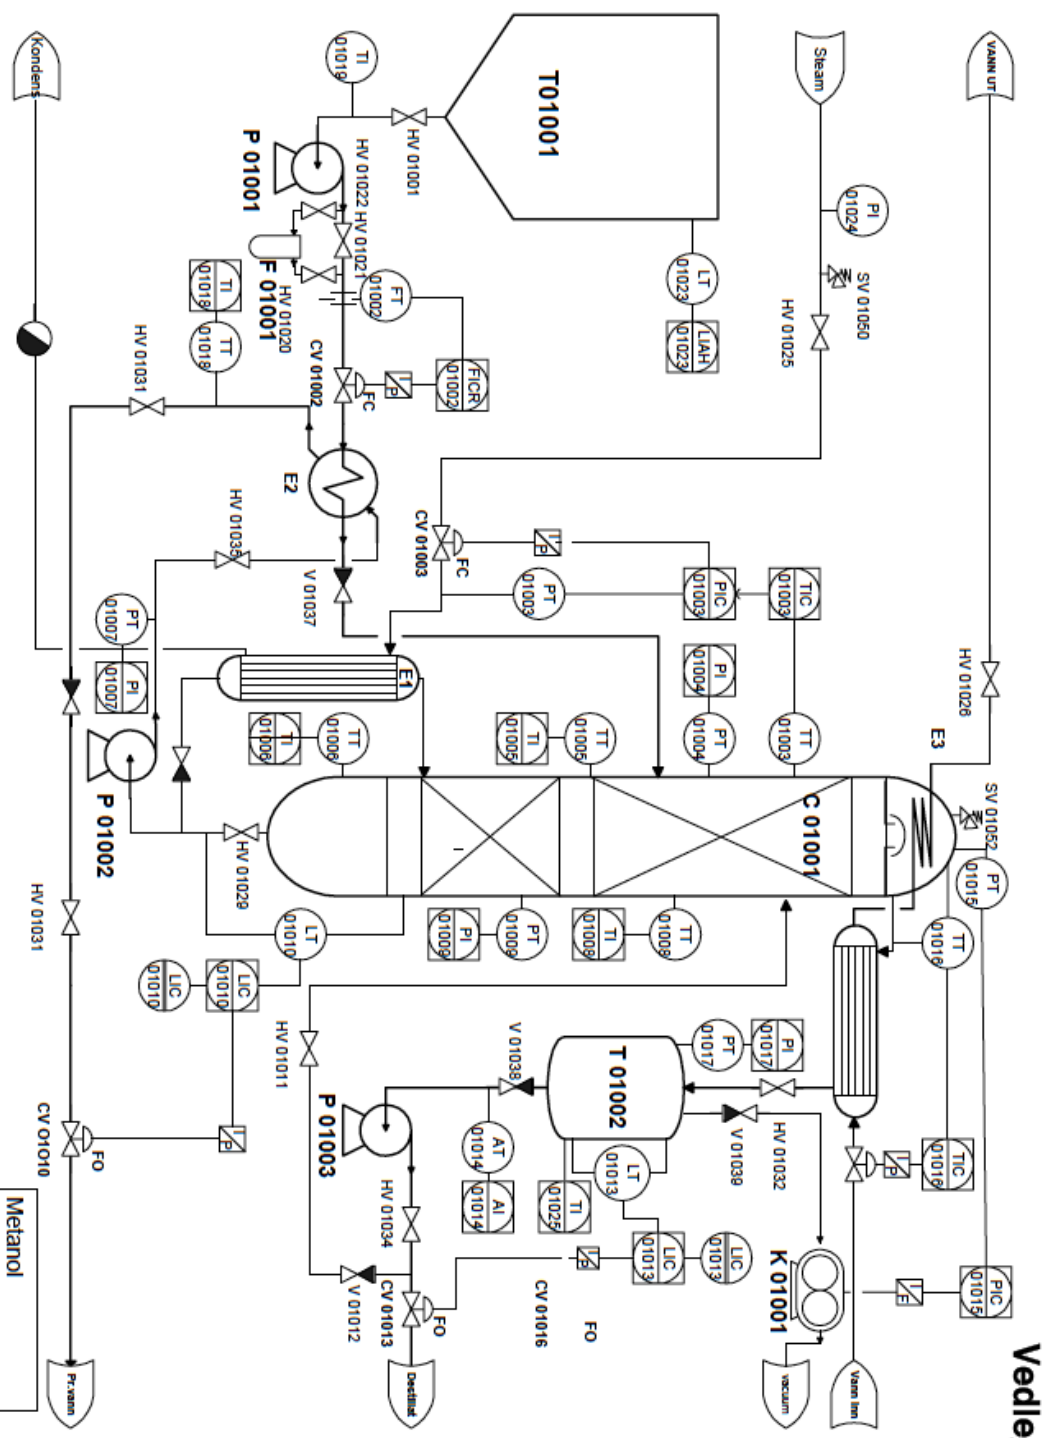 Vedle
VANN UT
HV 01026
E3
SV 01052
PT
01015
PIC
01015
Steam
PI
01024
SV 01050
HV 01025
TT
01016
TIC
01016
I
P
Vann Inn
I
F
K 01001
vacuum
TIC
01003
TT
01003
C 01001
PI
01017
PT
01017
HV 01032
V 01039
LIC
01013
LT
01023
LIAH
01023
PIC
01003
PI
01004
PT
01004
TT
01008
TI
01008
T 01002
LT
01013
LIC
01013
I
P
FO
T01001
I
P
PT
01003
TT
01005
TI
01005
PT
01009
PI
01009
V 01038
TI
01025
CV 01016
AT
01014
AI
01014
FC
CV 01003
FICR
01002
I
P
FC
HV 01001
E1
HV 01034
FO
CV 01013
Destillat
TI
01019
HV 01022
HV 01021
FT
01002
CV 01002
V 01037
TT
01006
TI
01006
LT
01010
P 01003
V 01012
P 01001
F 01001
HV 01020
E2
HV 01011
TI
01018
TT
01018
HV 01035
HV 01029
LIC
01010
LIC
01010
I
P
HV 01031
PT
01007
PI
01007
P 01002
FO
CV O1O10
Kondens
HV 01031
Pr.vann
Metanol